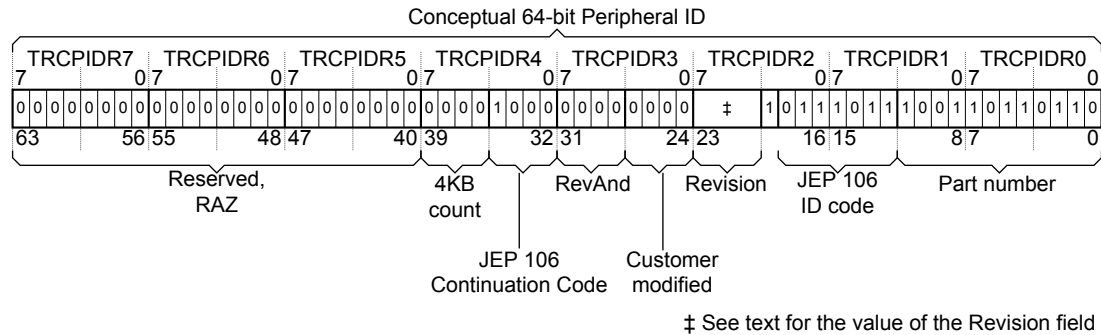 Conceptual 64-bit Peripheral ID
TRCPIDR7 TRCPIDR6 TRCPIDR5 TRCPIDR4 TRCPIDR3 TRCPIDR2 TRCPIDR1 TRCPIDR0
7 0 7 0 7 0 7 0 7 0 7 0 7 0 7 0
0 0 0 0 0 0 0 0 0 0 0 0 0 0 0 0 0 0 0 0 0 0 0 0 0 0 0 0 1 0 0 0 0 0 0 0 0 0 0 0 ‡ 1 0 1 1 1 0 1 1 1 0 0 1 1 0 1 1 0 1 1 0
63 56 55 48 47 40 39 32 31 24 23 16 15 8 7 0
Reserved, RAZ
4KB count
RevAnd
Revision
JEP 106 ID code
Part number
JEP 106 Continuation Code
Customer modified
‡ See text for the value of the Revision field